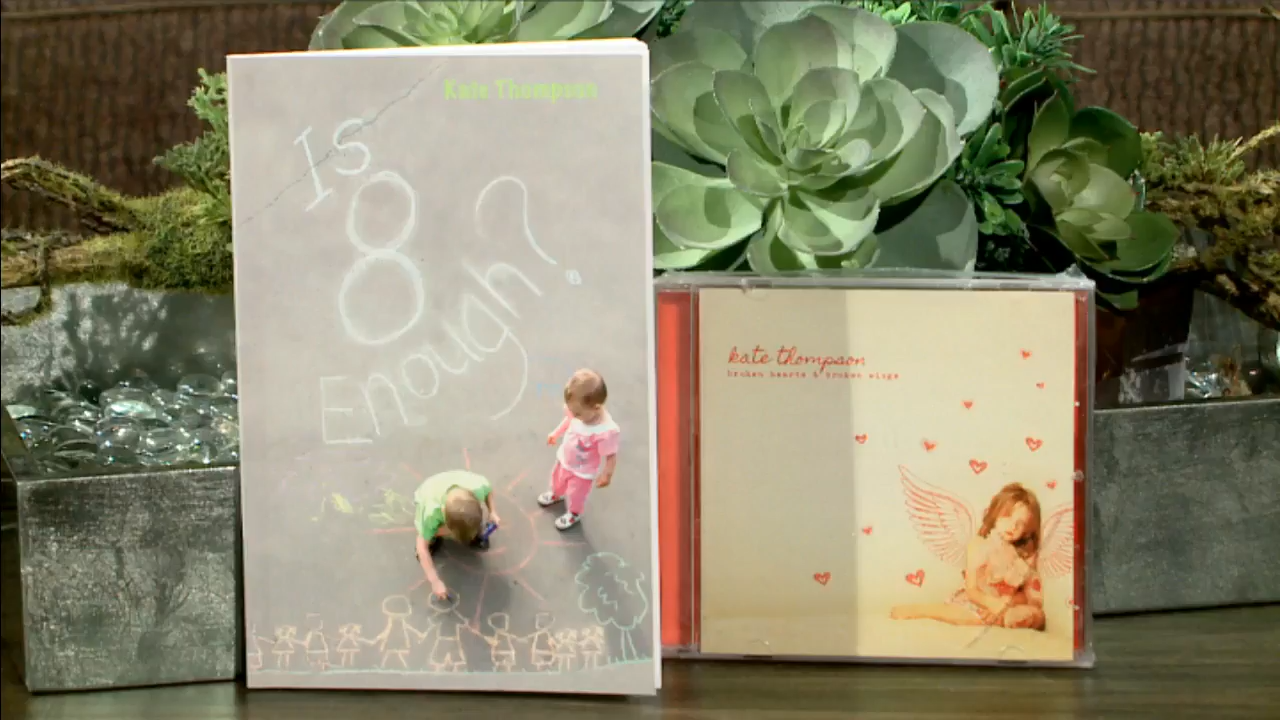 Kate Thompson
Is
8
Enough?
kate thompson
broken hearts & broken wings